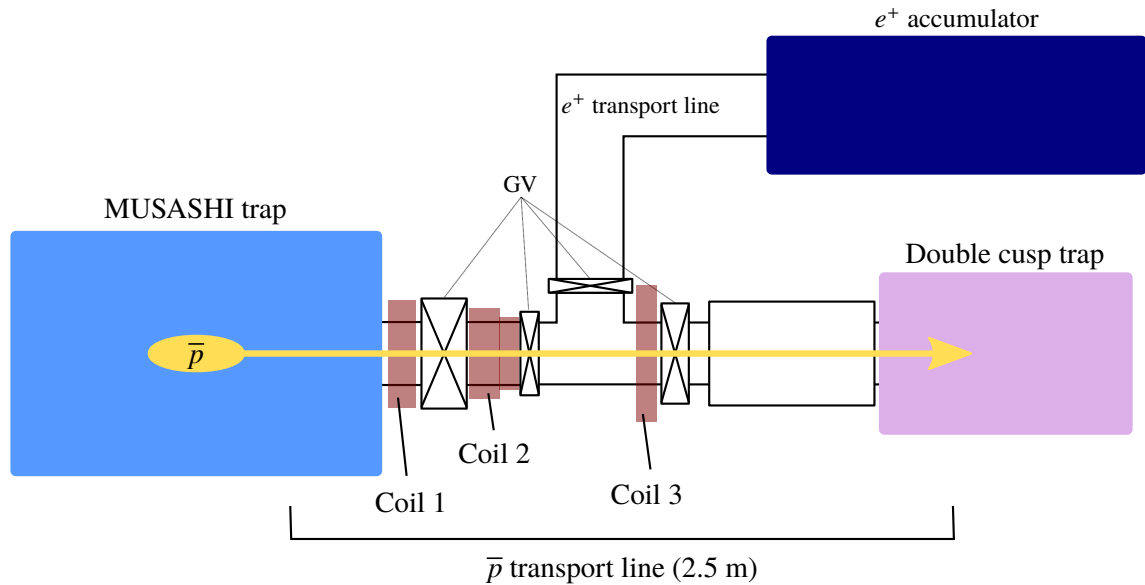 e⁺ accumulator
e⁺ transport line
GV
MUSASHI trap
Double cusp trap
p̅
Coil 2
Coil 1
Coil 3
p̅ transport line (2.5 m)